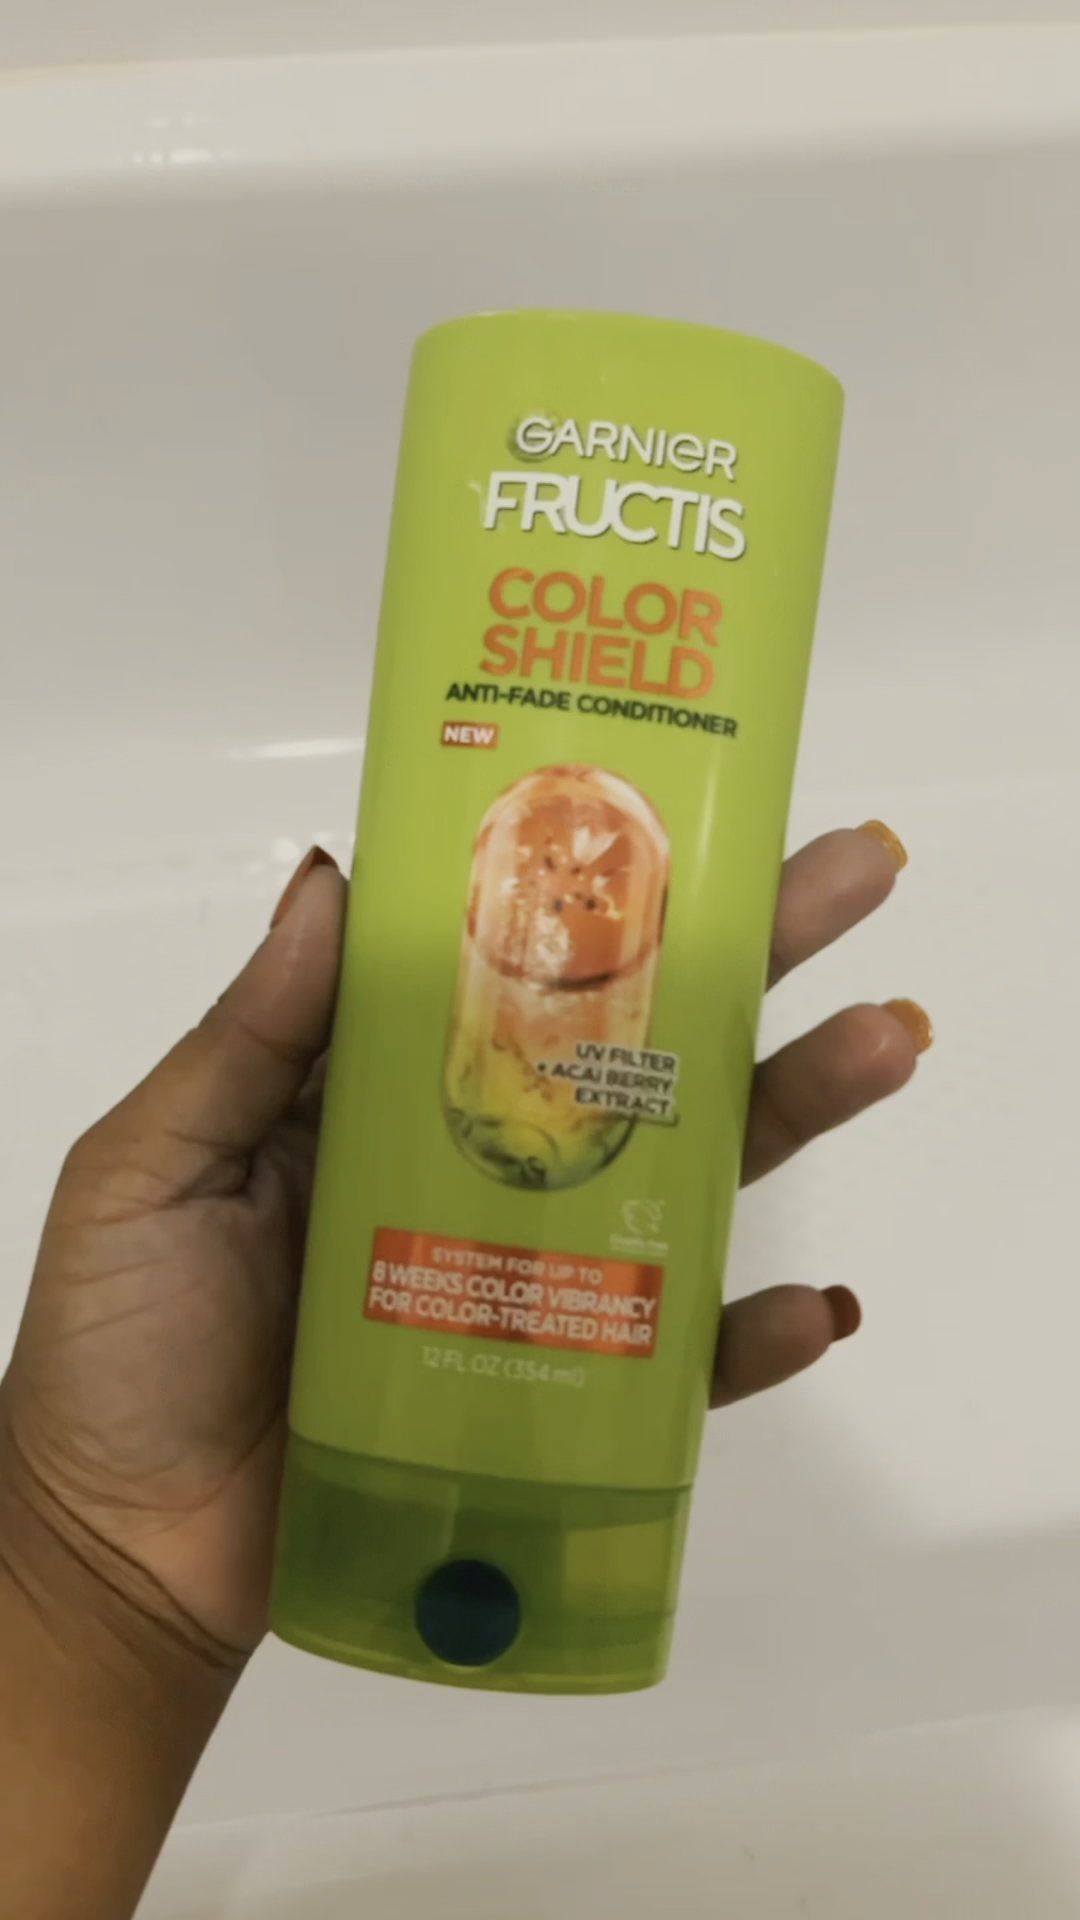 GARNIER
FRUCTIS
COLOR
SHIELD
ANTI-FADE CONDITIONER
NEW
UV FILTER
+ ACAI BERRY
EXTRACT
SYSTEM FOR UP TO
8 WEEKS COLOR VIBRANCY
FOR COLOR-TREATED HAIR
12 FL OZ (354 ml)